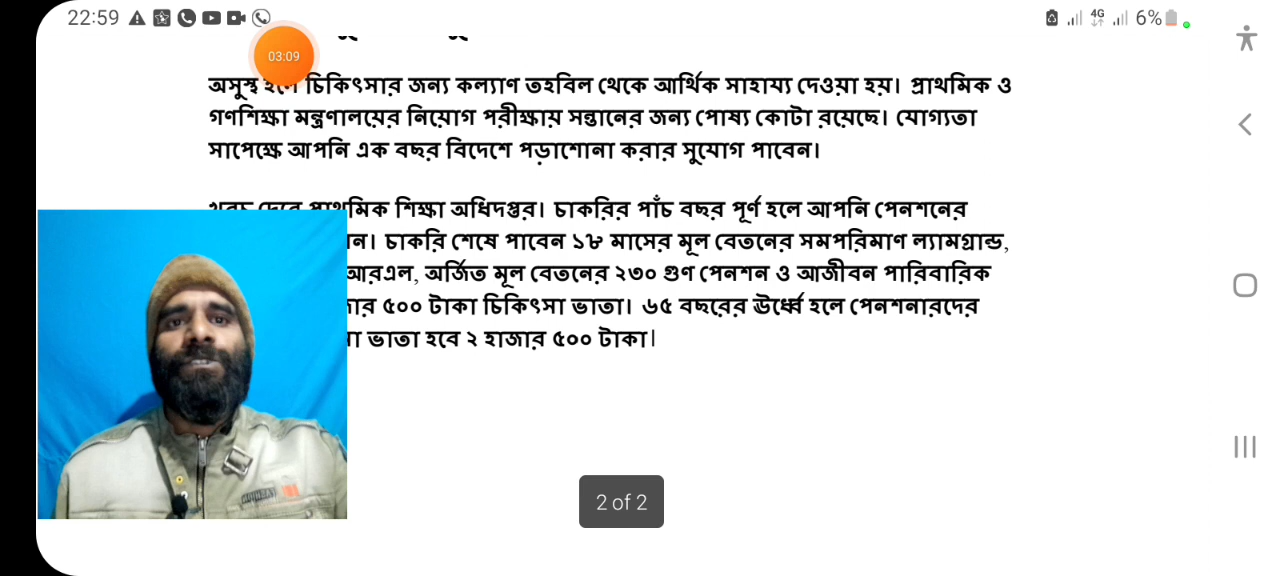 22:59
4G
6%
03:09
অসুস্থ হলে চিকিৎসার জন্য কল্যাণ তহবিল থেকে আর্থিক সাহায্য দেওয়া হয়। প্রাথমিক ও
গণশিক্ষা মন্ত্রণালয়ের নিয়োগ পরীক্ষায় সন্তানের জন্য পোষ্য কোটা রয়েছে। যোগ্যতা
সাপেক্ষে আপনি এক বছর বিদেশে পড়াশোনা করার সুযোগ পাবেন।
খরচ দেবে প্রাথমিক শিক্ষা অধিদপ্তর। চাকরির পাঁচ বছর পূর্ণ হলে আপনি পেনশনের
চাকরি শেষে পাবেন ১৮ মাসের মূল বেতনের সমপরিমাণ ল্যামগ্রান্ড,
অর্জিত মূল বেতনের ২৩০ গুণ পেনশন ও আজীবন পারিবারিক
৫০০ টাকা চিকিৎসা ভাতা। ৬৫ বছরের ঊর্ধ্বে হলে পেনশনারদের
ভাতা হবে ২ হাজার ৫০০ টাকা।
2 of 2